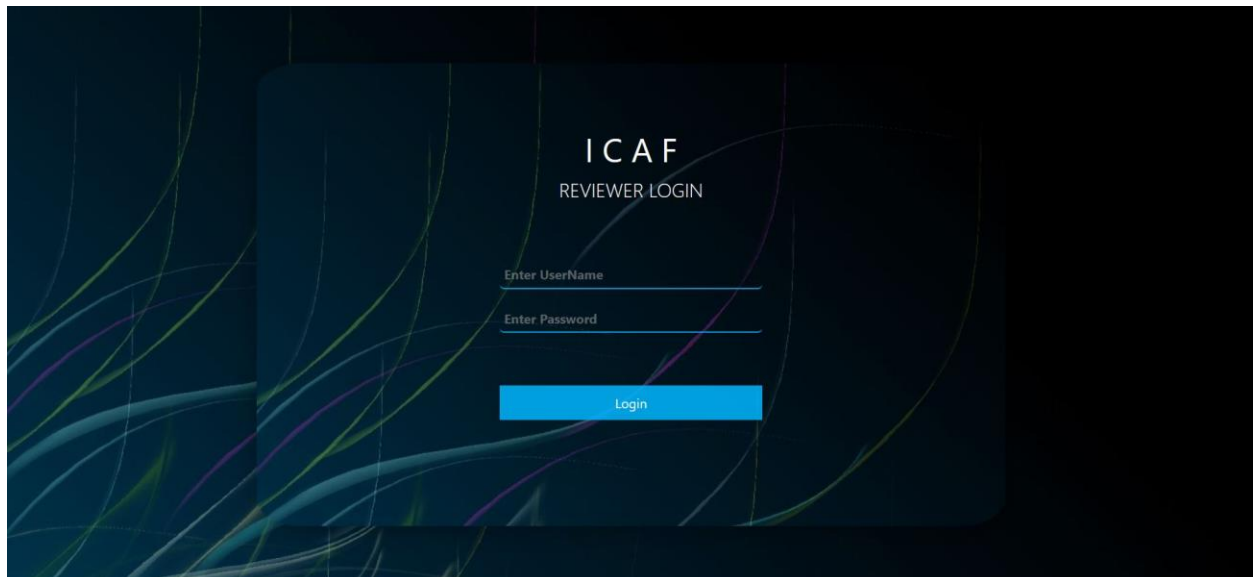 I C A F
REVIEWER LOGIN
Enter UserName
Enter Password
Login